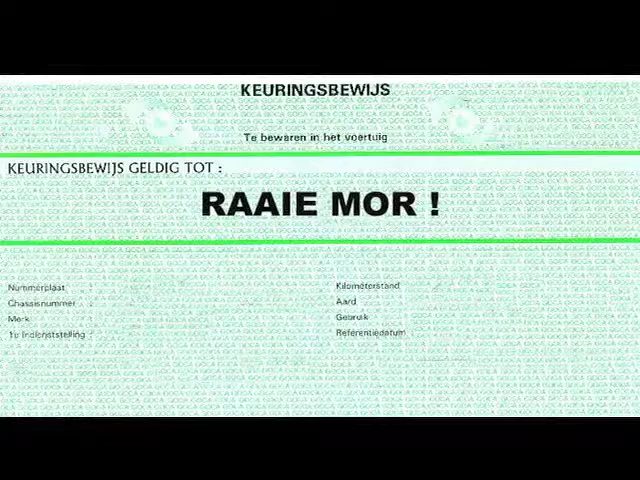 KEURINGSBEWIJS
Te bewaren in het voertuig
KEURINGSBEWIJS GELDIG TOT :
RAAIE MOR !
Nummerplaat :
Kilometerstand
Chassisnummer :
Aard
Merk :
Gebruik
1e Indienststelling :
Referentiedatum